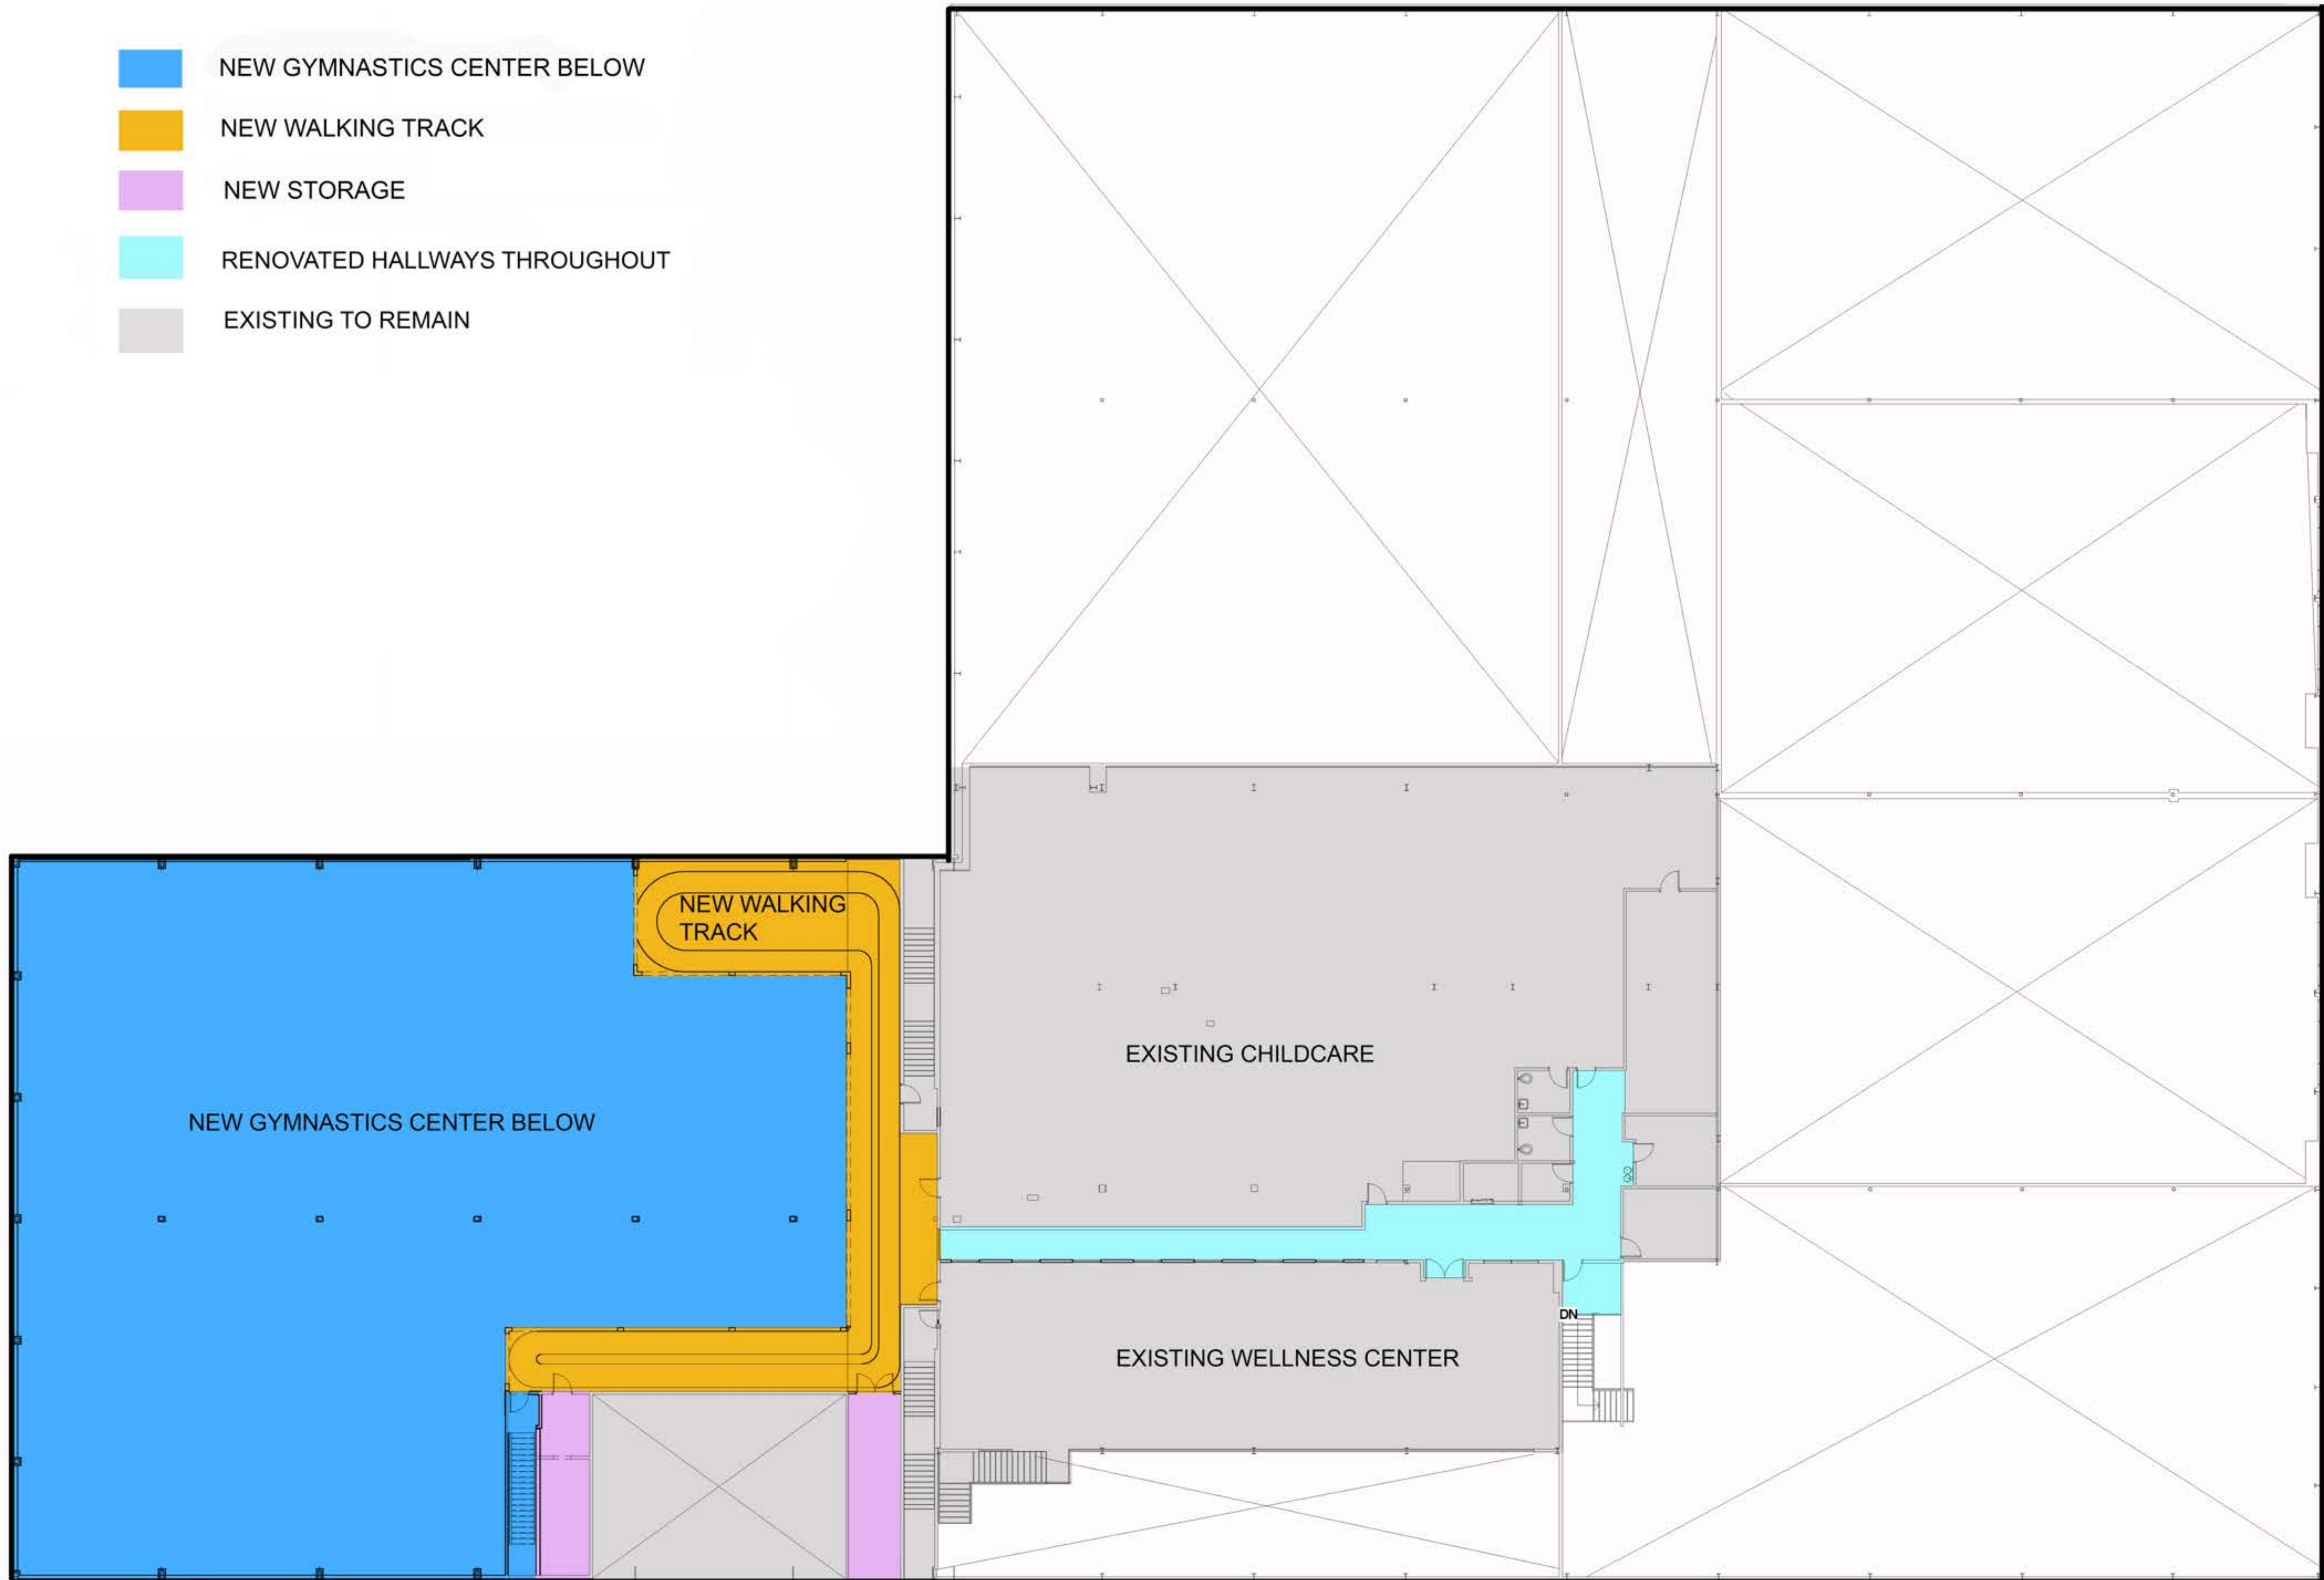 NEW GYMNASTICS CENTER BELOW
NEW WALKING TRACK
NEW STORAGE
RENOVATED HALLWAYS THROUGHOUT
EXISTING TO REMAIN
NEW WALKING
TRACK
EXISTING CHILDCARE
NEW GYMNASTICS CENTER BELOW
DN
EXISTING WELLNESS CENTER